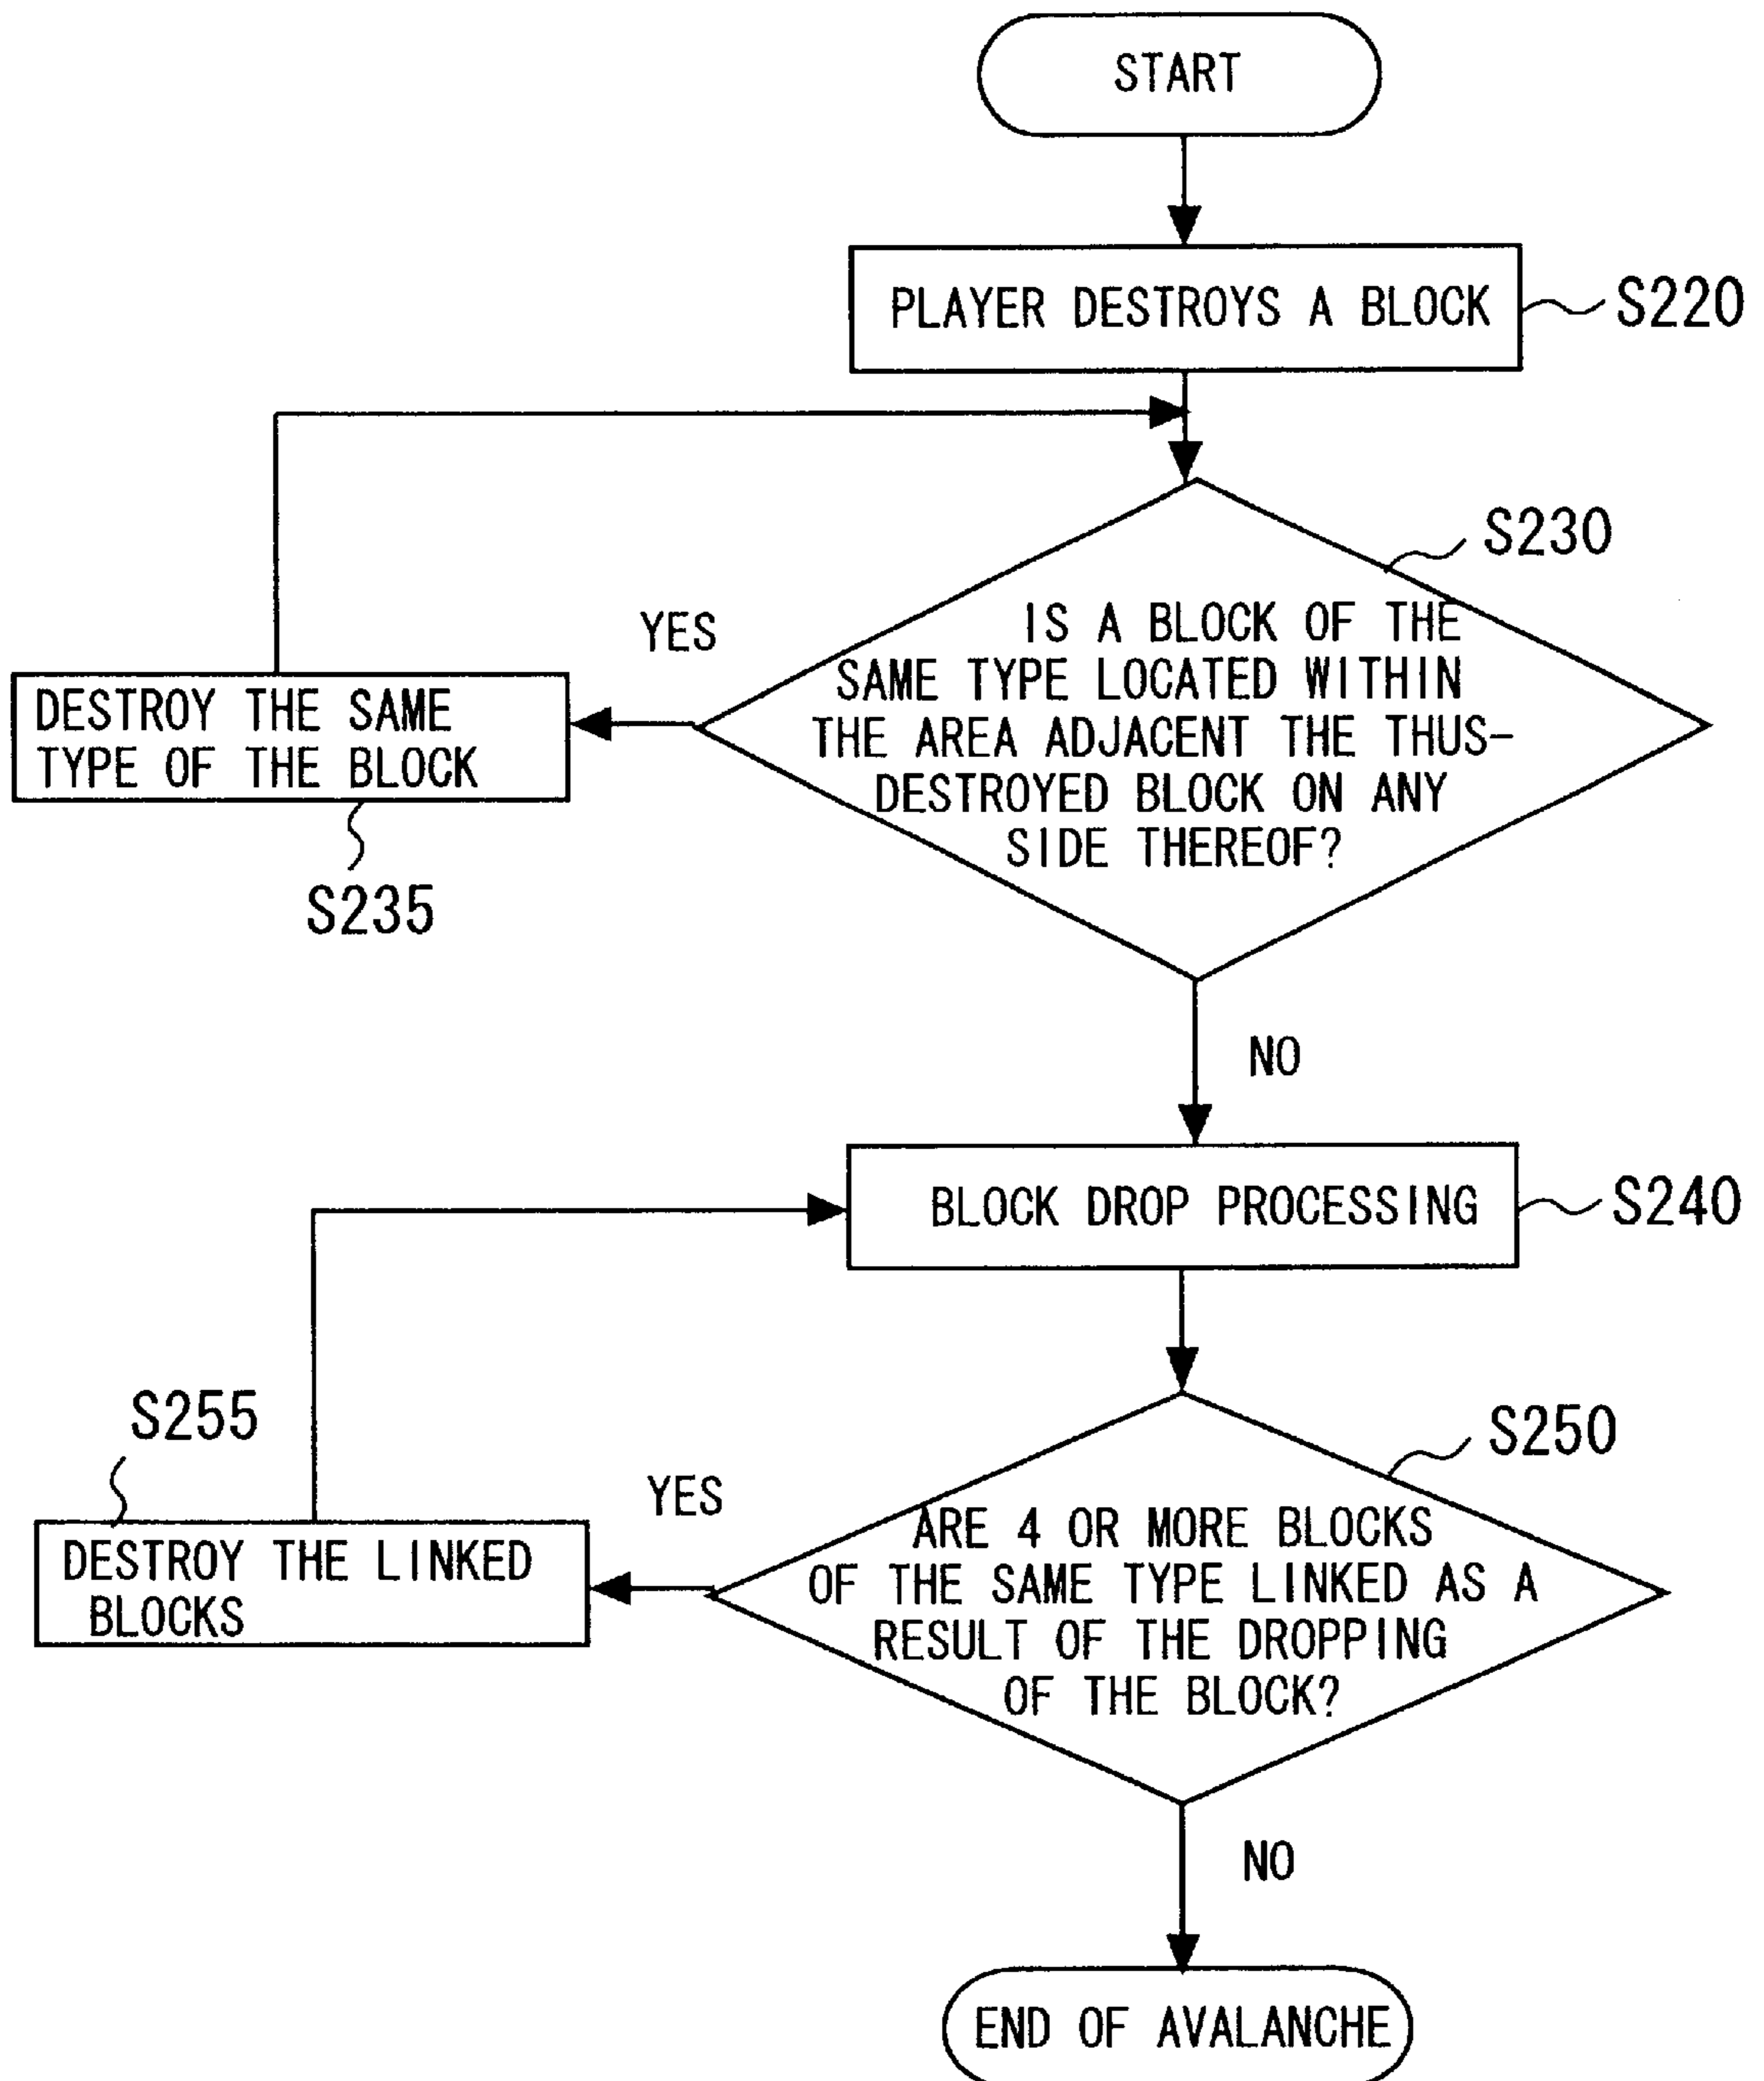 START
PLAYER DESTROYS A BLOCK
S220
S230
YES
IS A BLOCK OF THE
SAME TYPE LOCATED WITHIN
THE AREA ADJACENT THE THUS-
DESTROYED BLOCK ON ANY
SIDE THEREOF?
DESTROY THE SAME
TYPE OF THE BLOCK
S235
NO
BLOCK DROP PROCESSING
S240
S255
S250
YES
ARE 4 OR MORE BLOCKS
OF THE SAME TYPE LINKED AS A
RESULT OF THE DROPPING
OF THE BLOCK?
DESTROY THE LINKED
BLOCKS
NO
END OF AVALANCHE